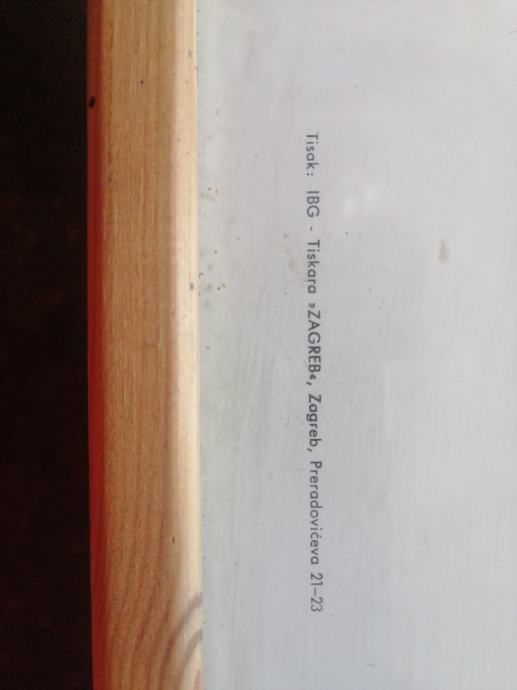 Tisak: IBG - Tiskara »ZAGREB«, Zagreb, Preradovićeva 21–23